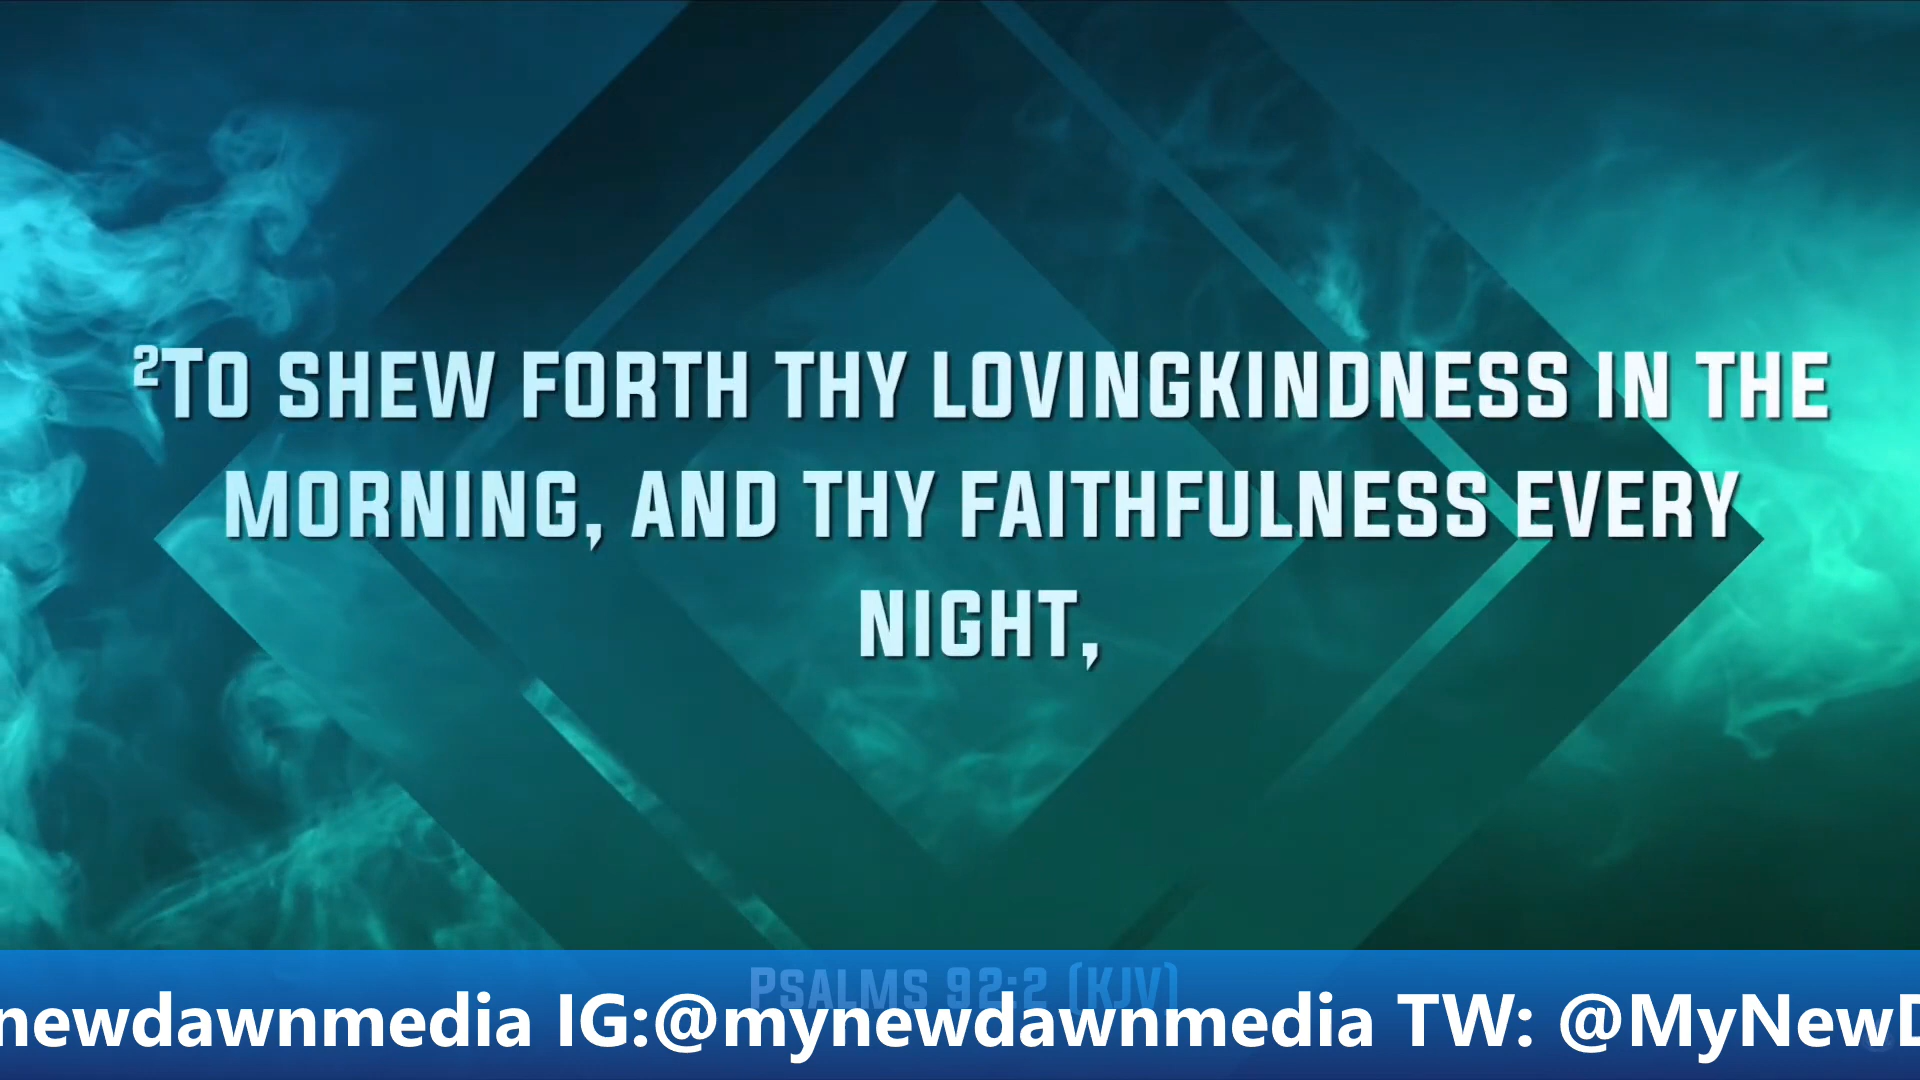 ²TO SHEW FORTH THY LOVINGKINDNESS IN THE
MORNING, AND THY FAITHFULNESS EVERY
NIGHT,
PSALMS 92:2 (KJV)
newdawnmedia IG:@mynewdawnmedia TW: @MyNewD